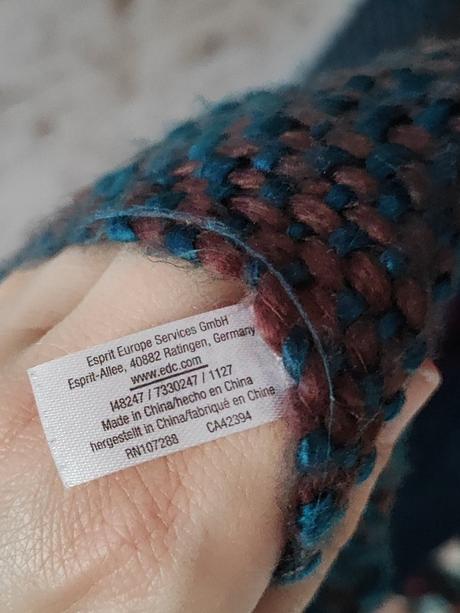 Esprit Europe Services GmbH
Esprit-Allee, 40882 Ratingen, Germany
www.edc.com
I48247 / 7330247 / 1127
Made in China/hecho en China
hergestellt in China/fabriqué en Chine
RN107288 CA42394